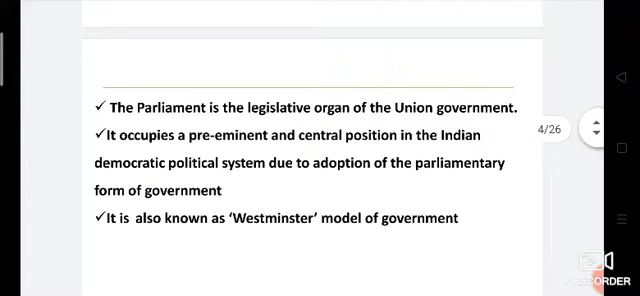 ✓ The Parliament is the legislative organ of the Union government.
✓It occupies a pre-eminent and central position in the Indian
democratic political system due to adoption of the parliamentary
form of government
✓It is also known as ‘Westminster’ model of government
4/26
RECORDER